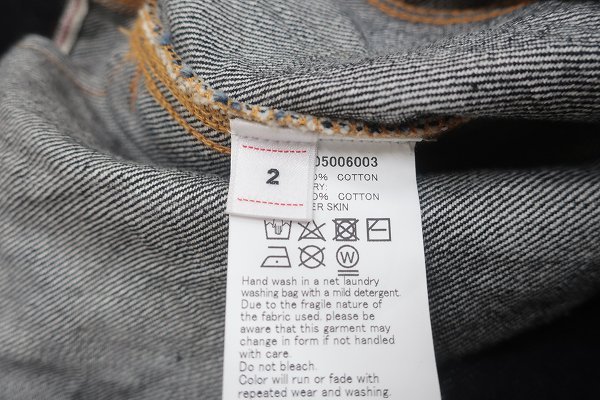 2
05006003
0% COTTON
RY:
0% COTTON
ER SKIN
W
Hand wash in a net laundry
washing bag with a mild detergent.
Due to the fragile nature of
the fabric used, please be
aware that this garment may
change in form if not handled
with care.
Do not bleach.
Color will run or fade with
repeated wear and washing.